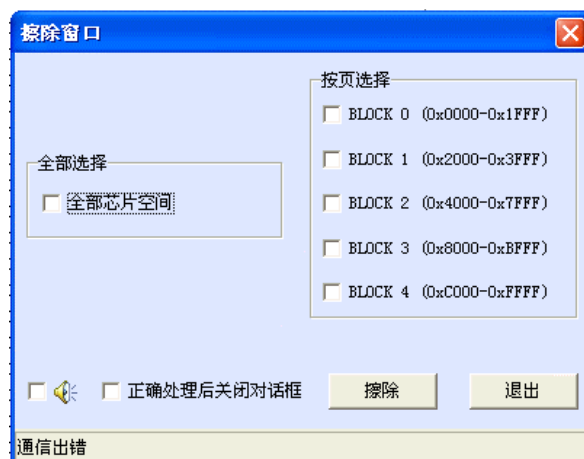 擦除窗口
按页选择
BLOCK 0 (0x0000-0x1FFF)
BLOCK 1 (0x2000-0x3FFF)
全部选择
全部芯片空间
BLOCK 2 (0x4000-0x7FFF)
BLOCK 3 (0x8000-0xBFFF)
BLOCK 4 (0xC000-0xFFFF)
正确处理后关闭对话框
擦除
退出
通信出错